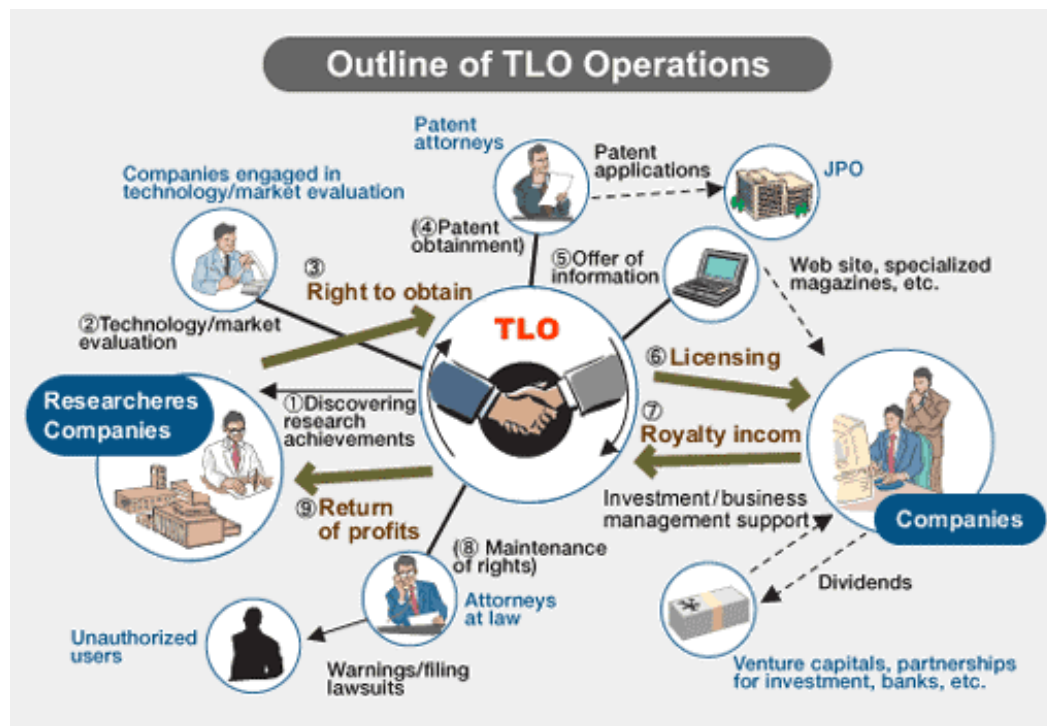 Outline of TLO Operations
Patent
attorneys
Patent
applications
JPO
Companies engaged in
technology/market evaluation
(④Patent
obtainment)
⑤Offer of
information
Web site, specialized
magazines, etc.
③
Right to obtain
②Technology/market
evaluation
TLO
⑥Licensing
Researcheres
Companies
①Discovering
research
achievements
⑦
Royalty incom
⑨Return
of profits
Investment/business
management support
Companies
(⑧ Maintenance
of rights)
Attorneys
at law
Dividends
Unauthorized
users
Warnings/filing
lawsuits
Venture capitals, partnerships
for investment, banks, etc.